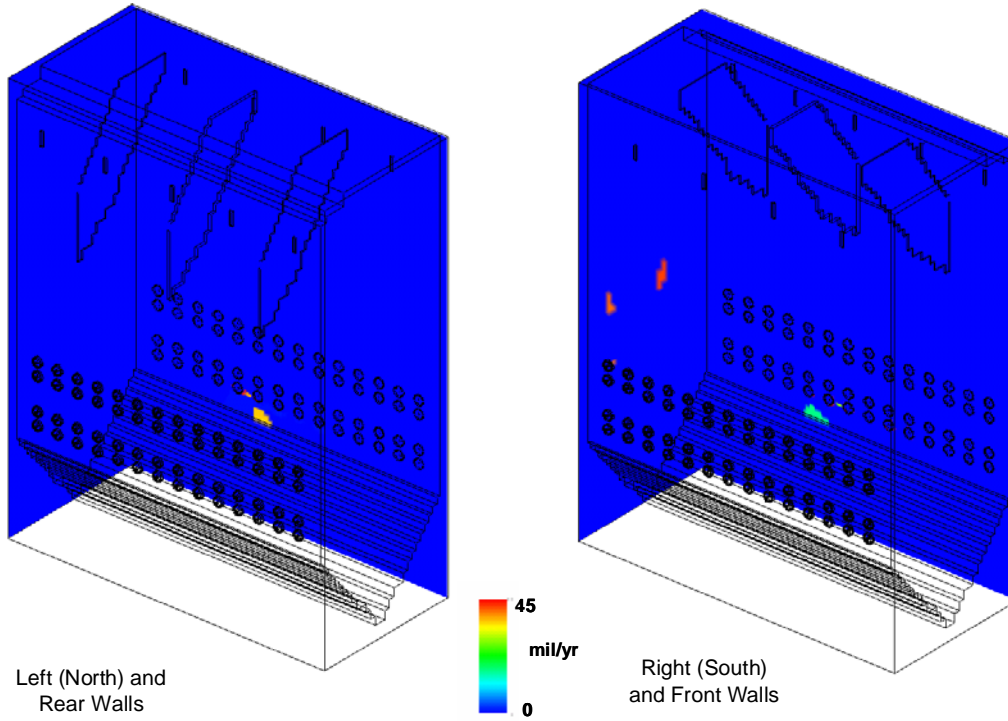 45
mil/yr
0
Left (North) and
Rear Walls
Right (South)
and Front Walls